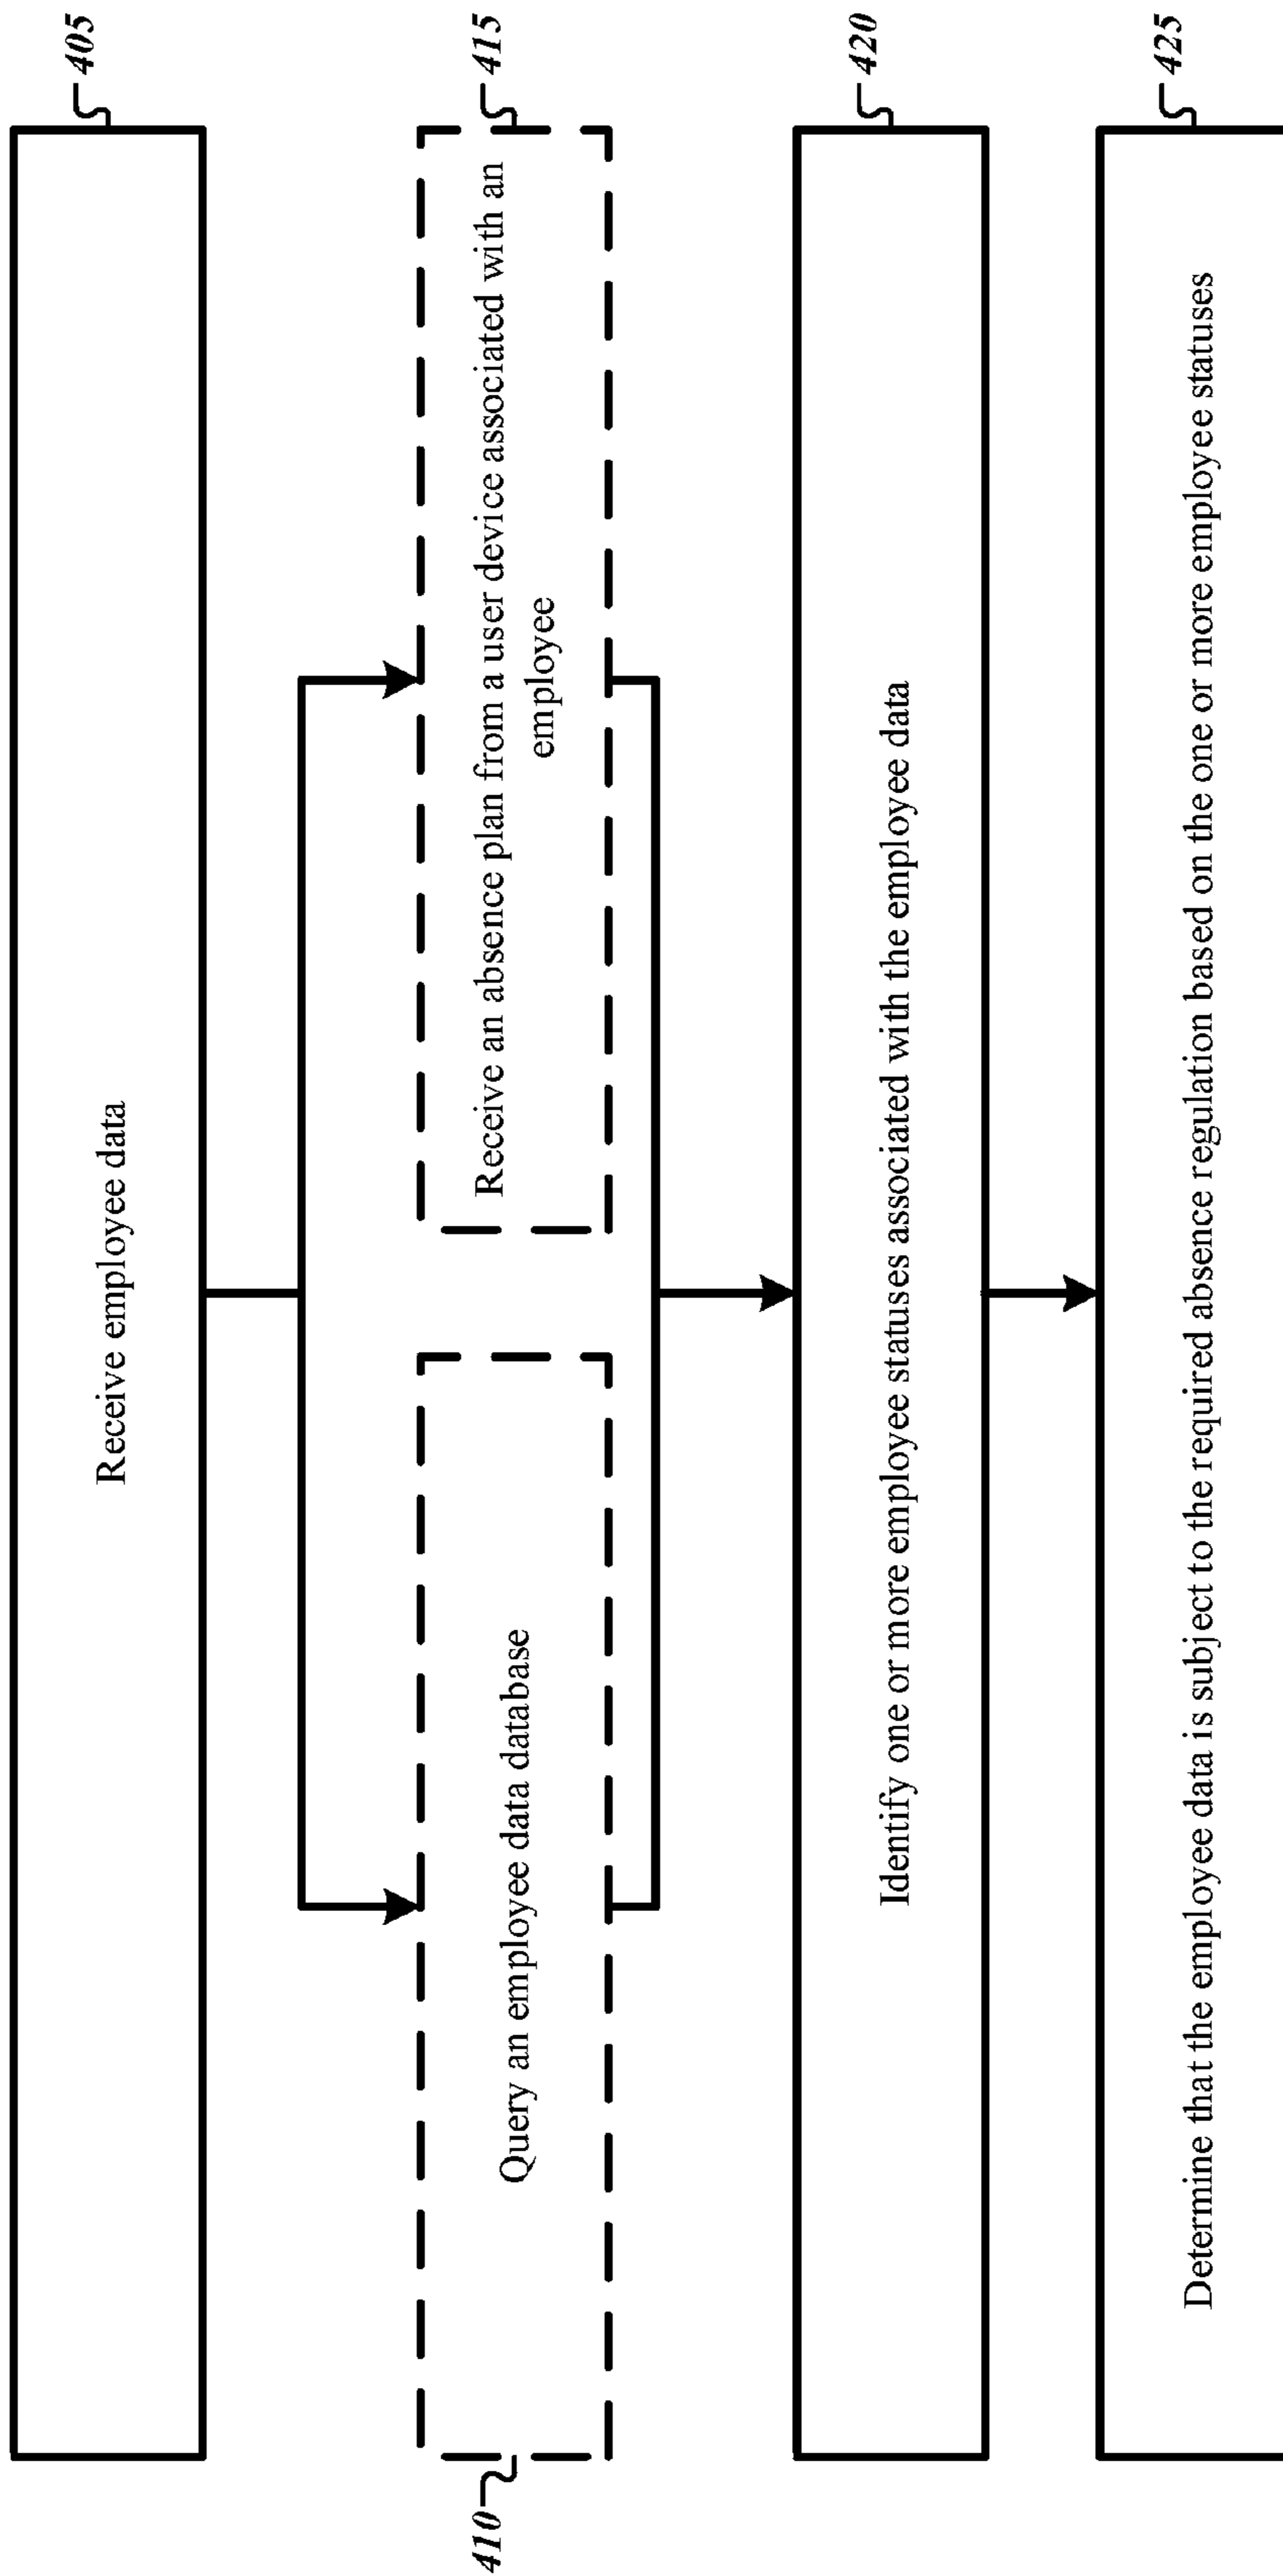 405
Receive employee data
410
Query an employee data database
415
Receive an absence plan from a user device associated with an
employee
420
Identify one or more employee statuses associated with the employee data
425
Determine that the employee data is subject to the required absence regulation based on the one or more employee statuses